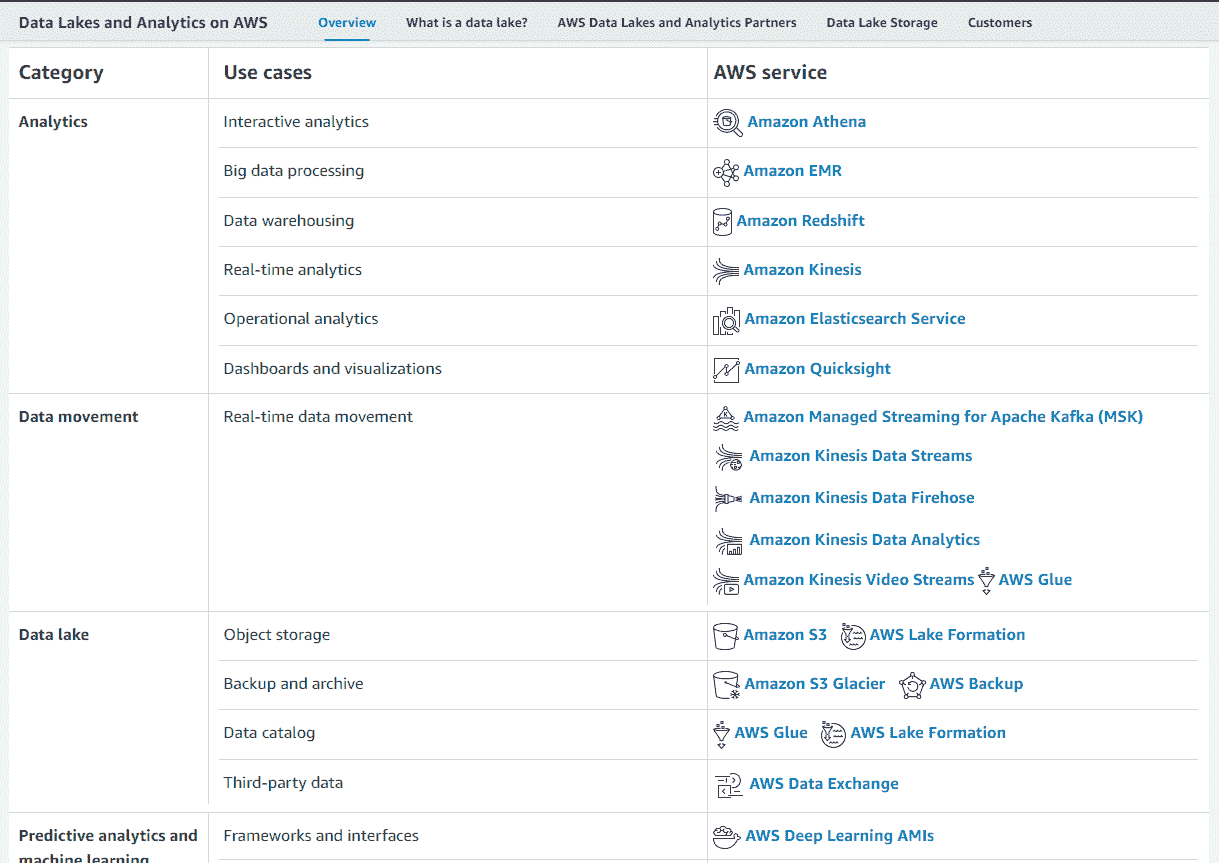 Data Lakes and Analytics on AWS Overview What is a data lake? AWS Data Lakes and Analytics Partners Data Lake Storage Customers
Category Use cases AWS service
Analytics Interactive analytics Amazon Athena
Big data processing Amazon EMR
Data warehousing Amazon Redshift
Real-time analytics Amazon Kinesis
Operational analytics Amazon Elasticsearch Service
Dashboards and visualizations Amazon Quicksight
Data movement Real-time data movement Amazon Managed Streaming for Apache Kafka (MSK)
Amazon Kinesis Data Streams
Amazon Kinesis Data Firehose
Amazon Kinesis Data Analytics
Amazon Kinesis Video Streams AWS Glue
Data lake Object storage Amazon S3 AWS Lake Formation
Backup and archive Amazon S3 Glacier AWS Backup
Data catalog AWS Glue AWS Lake Formation
Third-party data AWS Data Exchange
Predictive analytics and Frameworks and interfaces AWS Deep Learning AMIs
machine learning